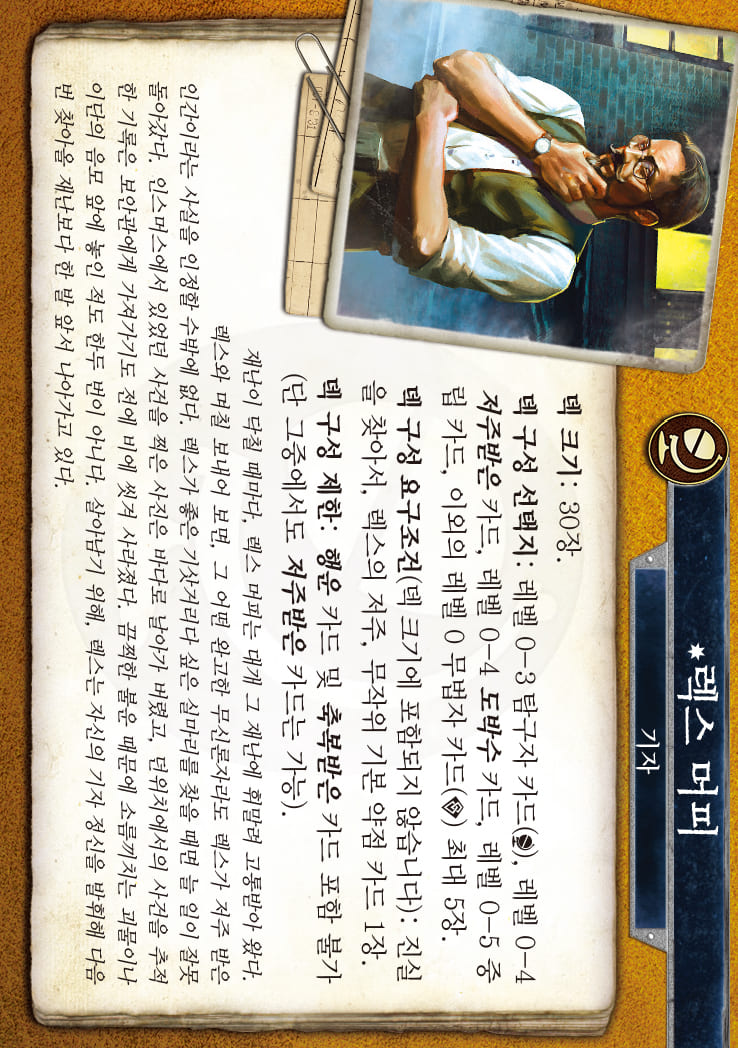 *렉스 머피
기자
덱 크기: 30장.
덱 구성 선택지: 레벨 0–3 탐구자 카드(), 레벨 0–4
저주받은 카드, 레벨 0–4 도박수 카드, 레벨 0–5 중
립 카드, 이외의 레벨 0 무법자 카드() 최대 5장.
덱 구성 요구조건(덱 크기에 포함되지 않습니다): 진실
을 찾아서, 렉스의 저주, 무작위 기본 약점 카드 1장.
덱 구성 제한: 행운 카드 및 축복받은 카드 포함 불가
(단 그중에서도 저주받은 카드는 가능).
재난이 닥칠 때마다, 렉스 머피는 대개 그 재난에 휘말려 고통받아 왔다.
렉스와 며칠 보내어 보면, 그 어떤 완고한 무신론자라도 렉스가 저주 받은
인간이라는 사실을 인정할 수밖에 없다. 렉스가 좋은 기삿거리다 싶은 실마리를 찾을 때면 늘 일이 잘못
돌아갔다. 인스머스에서 있었던 사건을 찍은 사진은 바다로 날아가 버렸고, 던위치에서의 사건을 추적
한 기록은 보안관에게 가져가기도 전에 비에 씻겨 사라졌다. 끔찍한 불운 때문에 소름끼치는 괴물이나
이단의 음모 앞에 놓인 적도 한두 번이 아니다. 살아남기 위해, 렉스는 자신의 기자 정신을 발휘해 다음
번 찾아올 재난보다 한 발 앞서 나아가고 있다.